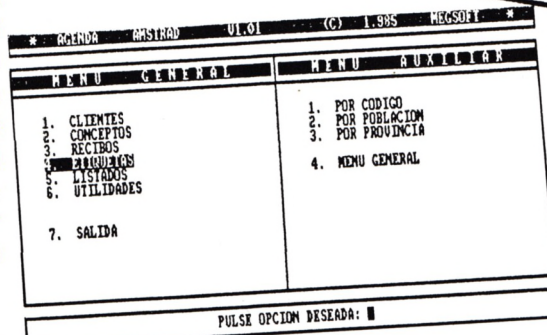 * AGENDA AMSTRAD V1.01 (C) 1.985 MEGSOFT *
MENU GENERAL
1. CLIENTES
2. CONCEPTOS
3. RECIBOS
4. ETIQUETAS
5. LISTADOS
6. UTILIDADES
7. SALIDA
MENU AUXILIAR
1. POR CODIGO
2. POR POBLACION
3. POR PROVINCIA
4. MENU GENERAL
PULSE OPCION DESEADA: